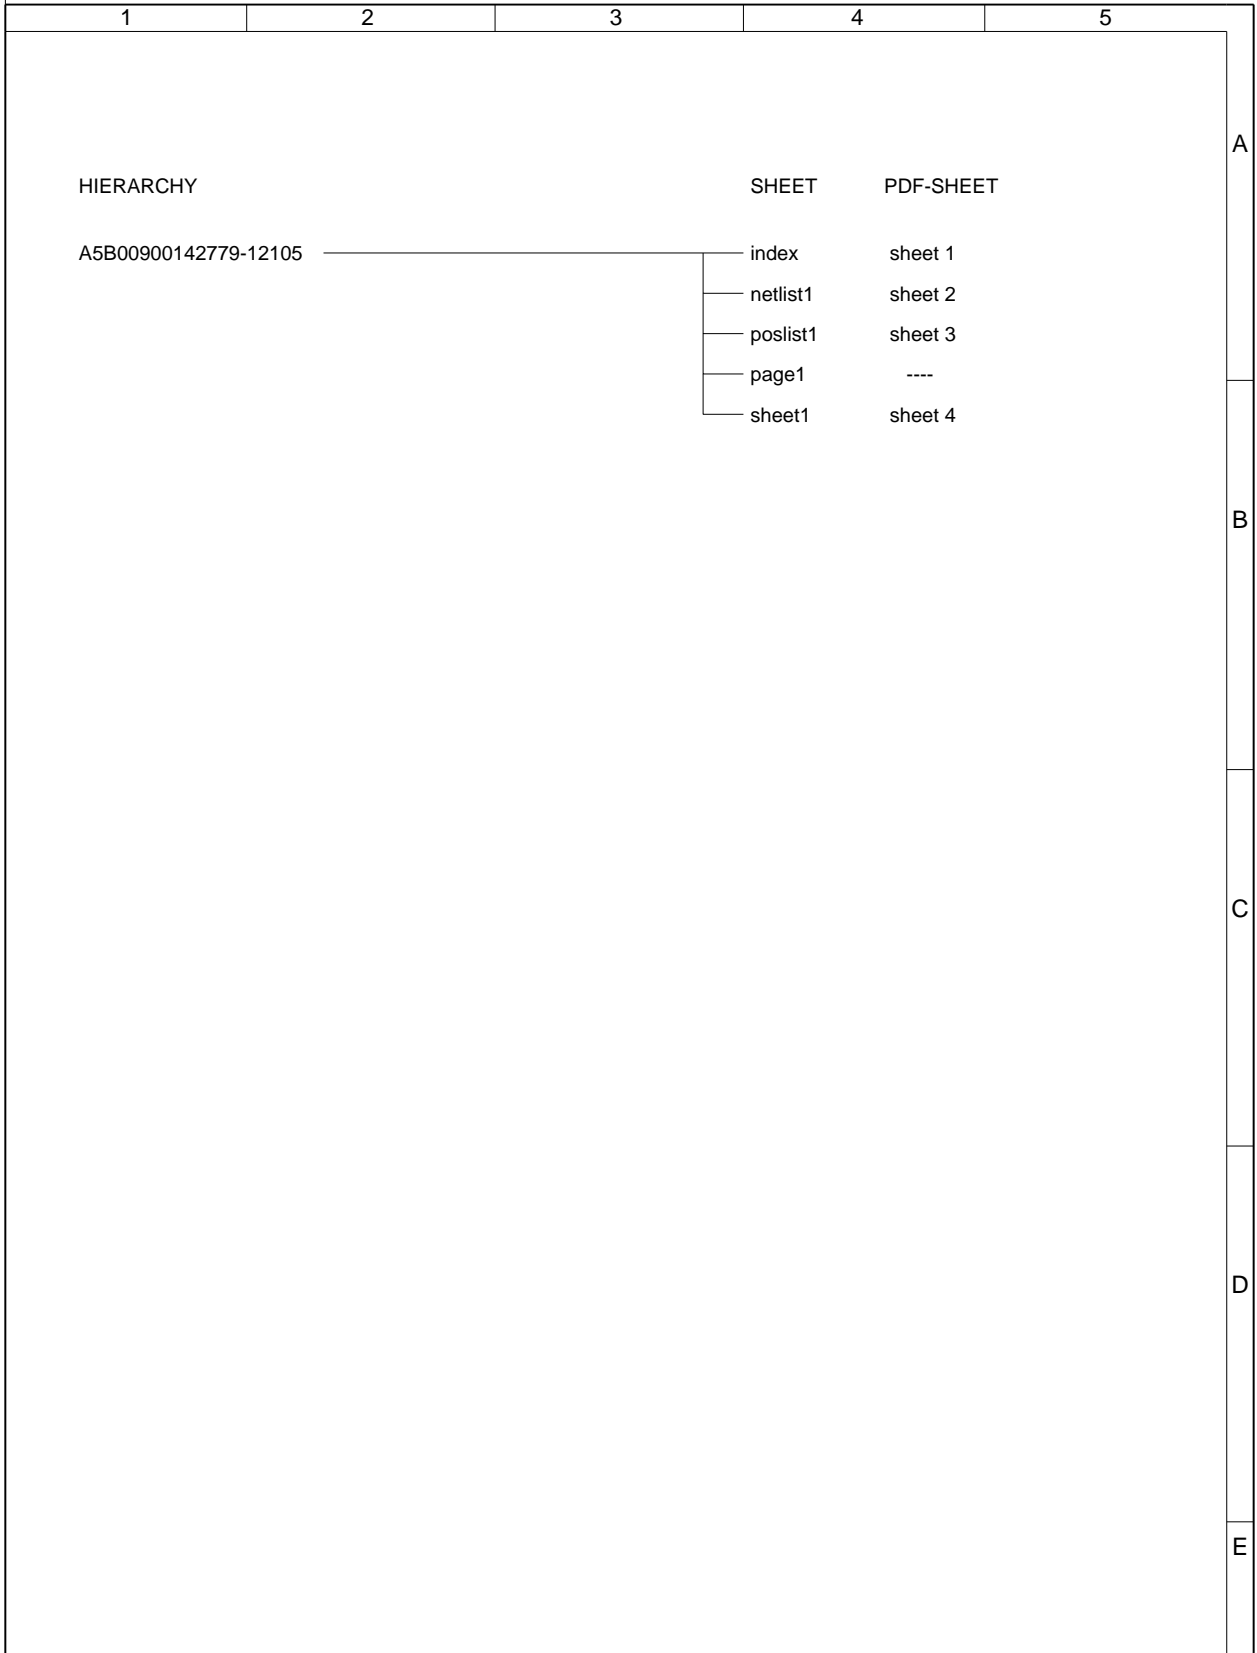 1 2 3 4 5
A
HIERARCHY SHEET PDF-SHEET
A5B00900142779-12105 index sheet 1
netlist1 sheet 2
poslist1 sheet 3
page1 ----
sheet1 sheet 4
B
C
D
E